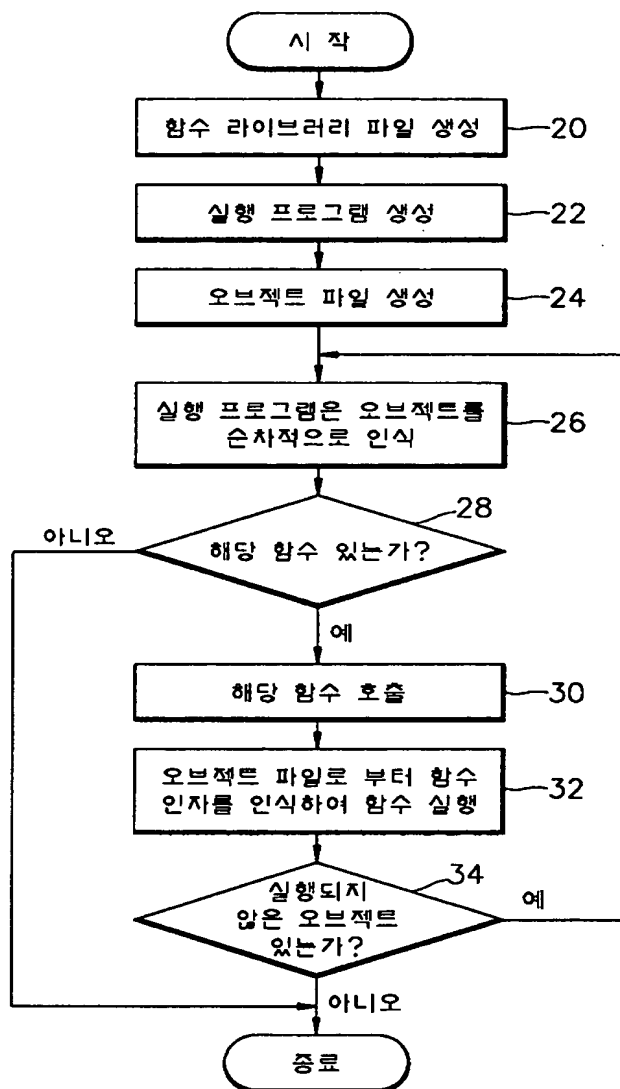 시 작
함수 라이브러리 파일 생성
20
실행 프로그램 생성
22
오브젝트 파일 생성
24
실행 프로그램은 오브젝트를
순차적으로 인식
26
28
아니오
해당 함수 있는가?
예
해당 함수 호출
30
오브젝트 파일로 부터 함수
인자를 인식하여 함수 실행
32
34
실행되지
않은 오브젝트
있는가?
예
아니오
종료